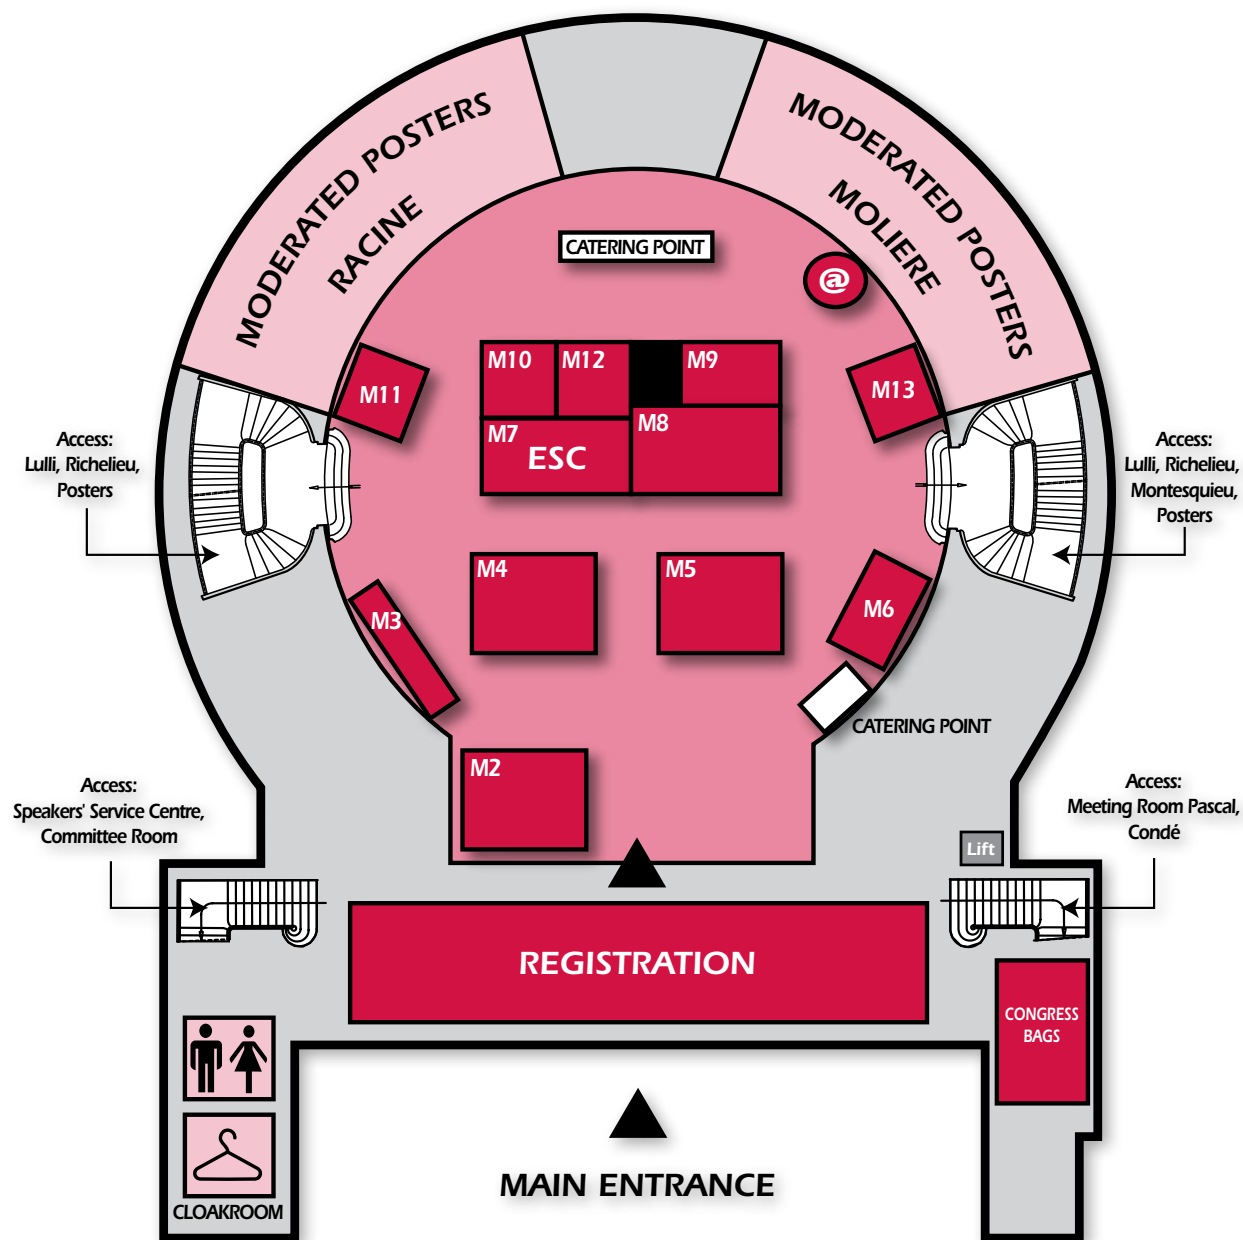 MODERATED POSTERS
RACINE
MODERATED POSTERS
MOLIERE
CATERING POINT
@
M10
M12
M9
M11
M13
M7
ESC
M8
Access:
Lulli, Richelieu,
Posters
Access:
Lulli, Richelieu,
Montesquieu,
Posters
M4
M5
M3
M6
CATERING POINT
M2
Access:
Speakers' Service Centre,
Committee Room
Access:
Meeting Room Pascal,
Condé
Lift
REGISTRATION
CONGRESS
BAGS
MAIN ENTRANCE
CLOAKROOM